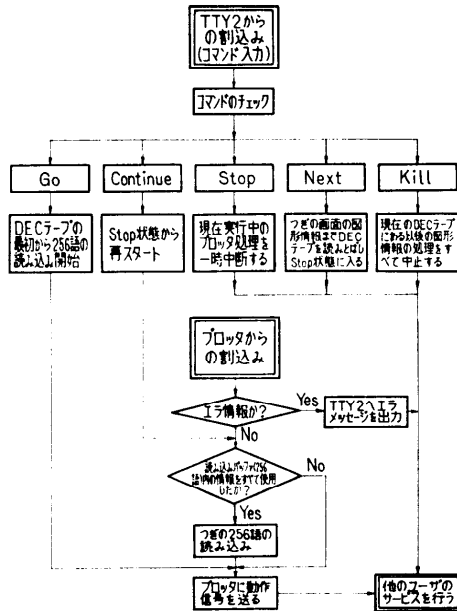 TTY2から
の割込み
(コマンド入力)
コマンドのチェック
Go
Continue
Stop
Next
Kill
DECテープの
最初から256語の
読み込み開始
Stop状態から
再スタート
現在実行中の
プロッタ処理を
一時中断する
つぎの画面の図
形情報までDEC
テープを読みとばし
Stop状態に入る
現在のDECテープ
にある以後の図形
情報の処理をす
べて中止する
プロッタから
の割込み
エラ情報か?
Yes
TTY2へエラ
メッセージを出力
No
読み込みバッファ(256
語)内の情報をすべて使用
したか?
No
Yes
つぎの256語の
読み込み
プロッタに動作
信号を送る
他のユーザの
サービスを行う